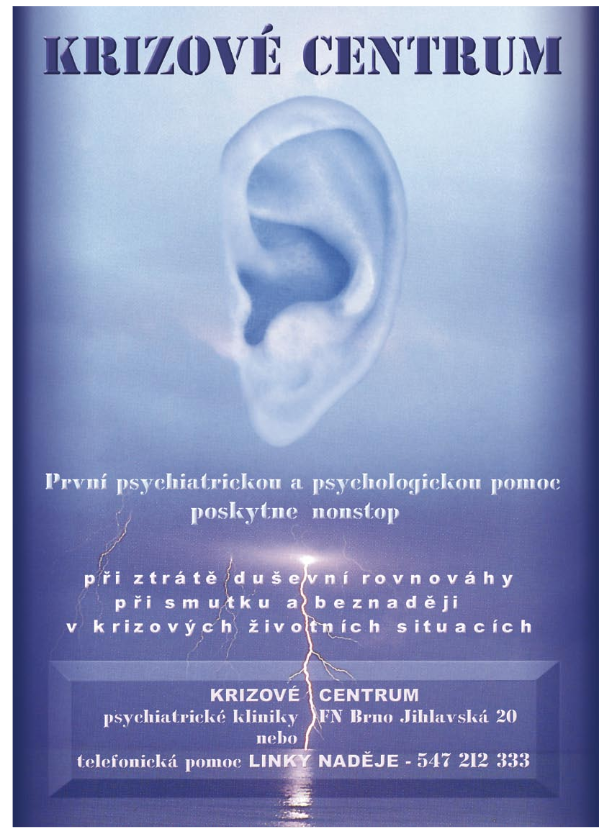 KRIZOVÉ CENTRUM
První psychiatrickou a psychologickou pomoc
poskytne nonstop
při ztrátě duševní rovnováhy
při smutku a beznaději
v krizových životních situacích
KRIZOVÉ CENTRUM
psychiatrické kliniky FN Brno Jihlavská 20
nebo
telefonická pomoc LINKY NADĚJE - 547 212 333